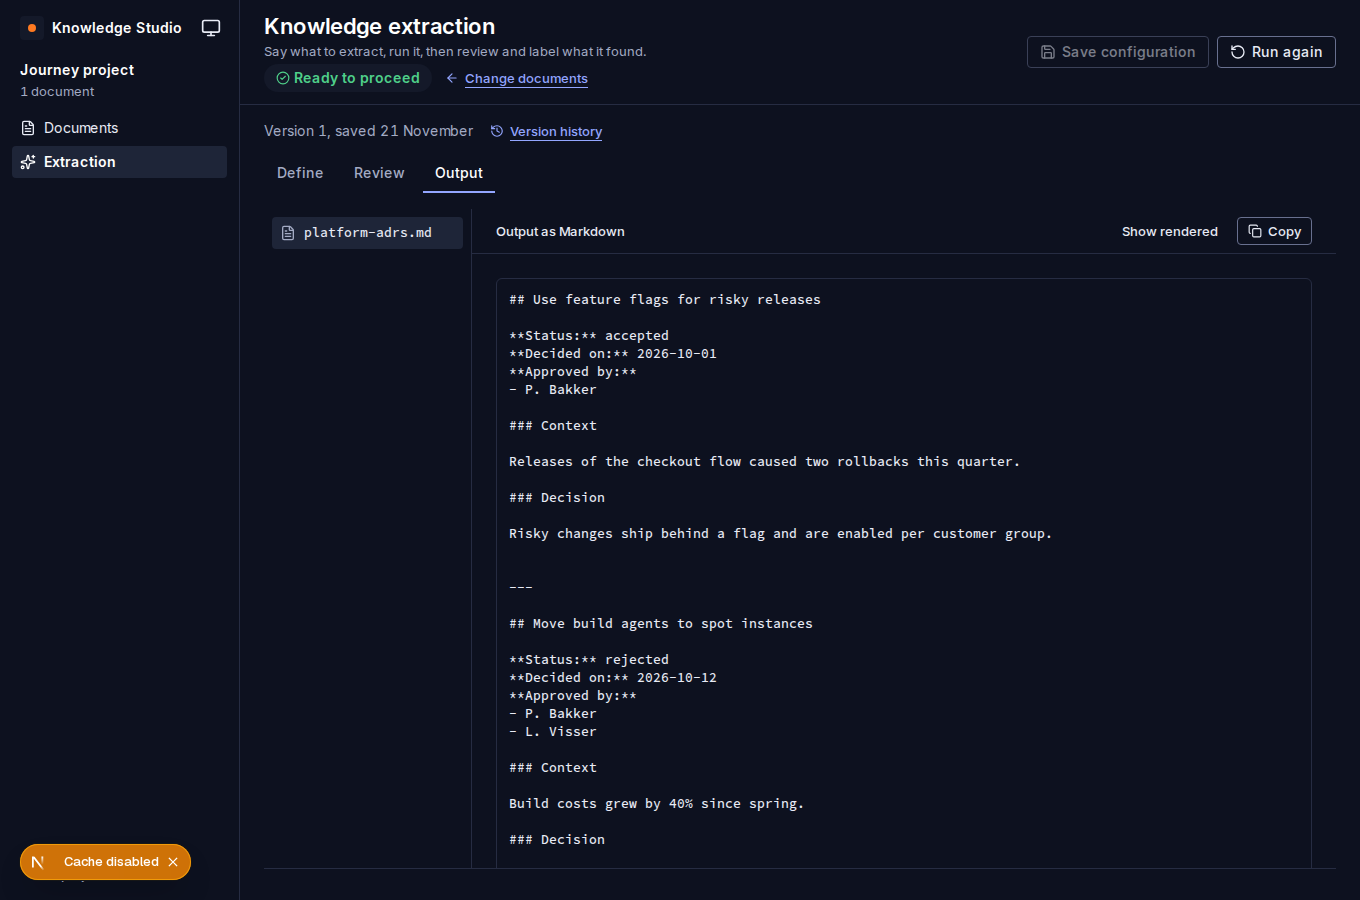 Knowledge Studio
Journey project
1 document
Documents
Extraction
Knowledge extraction
Say what to extract, run it, then review and label what it found.
Ready to proceed
Change documents
Save configuration
Run again
Version 1, saved 21 November
Version history
Define
Review
Output
platform-adrs.md
Output as Markdown
Show rendered
Copy
## Use feature flags for risky releases
**Status:** accepted
**Decided on:** 2026-10-01
**Approved by:**
- P. Bakker
### Context
Releases of the checkout flow caused two rollbacks this quarter.
### Decision
Risky changes ship behind a flag and are enabled per customer group.
---
## Move build agents to spot instances
**Status:** rejected
**Decided on:** 2026-10-12
**Approved by:**
- P. Bakker
- L. Visser
### Context
Build costs grew by 40% since spring.
### Decision
Cache disabled